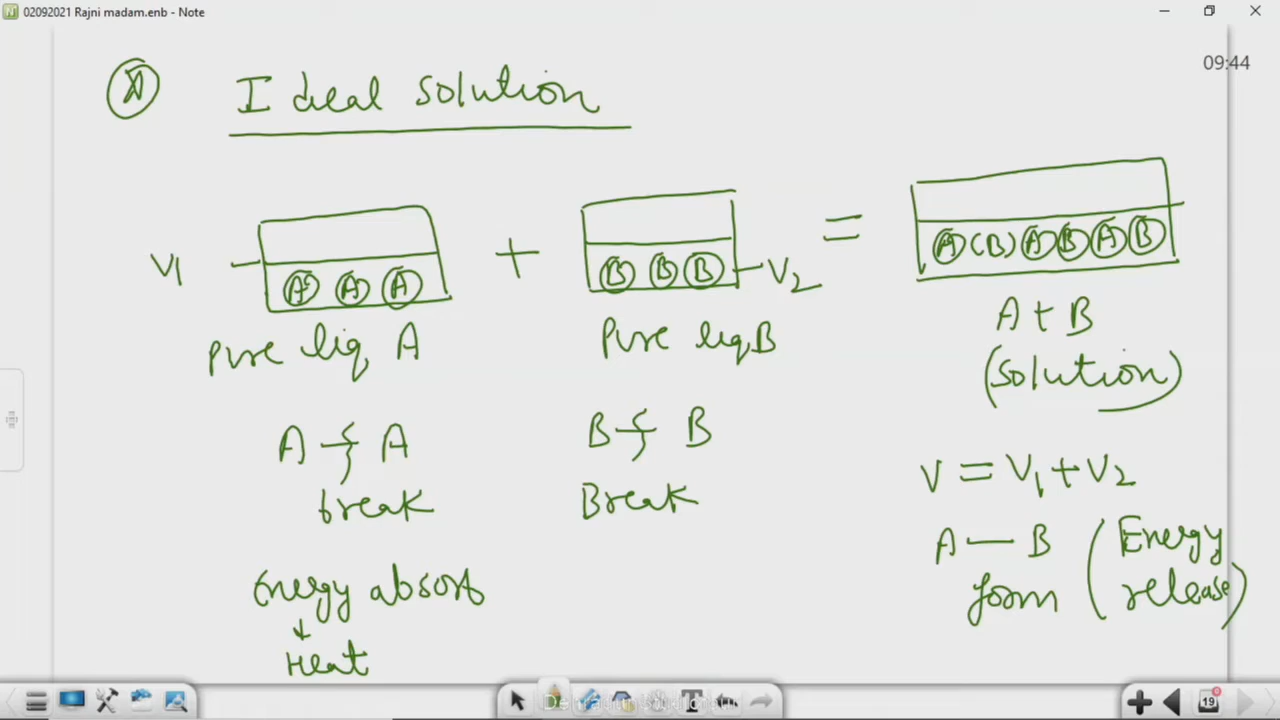 02092021 Rajni madam.enb - Note
09:44
Ideal solution
V1
A A A
+
B B B
V2
=
A (B) A B A B
Pure liq A
Pure liq B
A + B
(solution)
A A
break
B B
Break
V = V1 + V2
A — B
form
(Energy
release)
Energy absorb
Heat
T
19